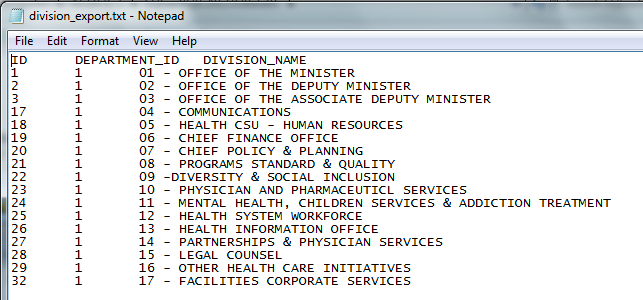 division_export.txt - Notepad
File Edit Format View Help
ID DEPARTMENT_ID DIVISION_NAME
1 1 01 - OFFICE OF THE MINISTER
2 1 02 - OFFICE OF THE DEPUTY MINISTER
3 1 03 - OFFICE OF THE ASSOCIATE DEPUTY MINISTER
17 1 04 - COMMUNICATIONS
18 1 05 - HEALTH CSU - HUMAN RESOURCES
19 1 06 - CHIEF FINANCE OFFICE
20 1 07 - CHIEF POLICY & PLANNING
21 1 08 - PROGRAMS STANDARD & QUALITY
22 1 09 -DIVERSITY & SOCIAL INCLUSION
23 1 10 - PHYSICIAN AND PHARMACEUTICL SERVICES
24 1 11 - MENTAL HEALTH, CHILDREN SERVICES & ADDICTION TREATMENT
25 1 12 - HEALTH SYSTEM WORKFORCE
26 1 13 - HEALTH INFORMATION OFFICE
27 1 14 - PARTNERSHIPS & PHYSICIAN SERVICES
28 1 15 - LEGAL COUNSEL
29 1 16 - OTHER HEALTH CARE INITIATIVES
32 1 17 - FACILITIES CORPORATE SERVICES